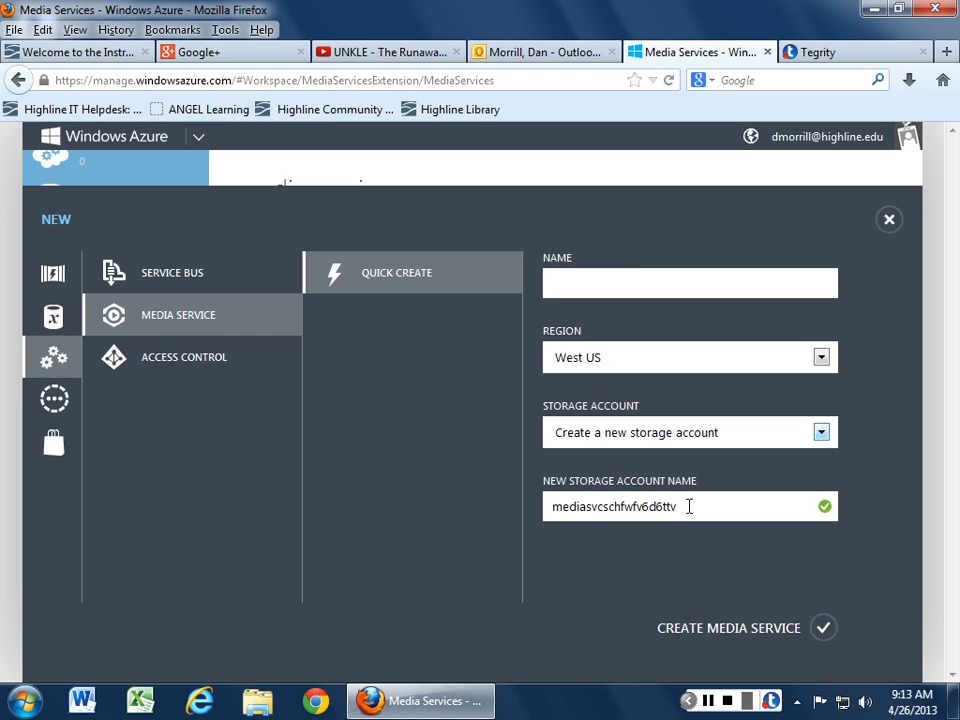 Media Services - Windows Azure - Mozilla Firefox
File Edit View History Bookmarks Tools Help
Welcome to the Instr...
Google+
UNKLE - The Runawa...
Morrill, Dan - Outloo...
Media Services - Win...
Tegrity
https://manage.windowsazure.com/#Workspace/MediaServicesExtension/MediaServices
Google
Highline IT Helpdesk: ...
ANGEL Learning
Highline Community ...
Highline Library
Windows Azure
dmorrill@highline.edu
0
NEW
SERVICE BUS
MEDIA SERVICE
ACCESS CONTROL
QUICK CREATE
NAME
REGION
West US
STORAGE ACCOUNT
Create a new storage account
NEW STORAGE ACCOUNT NAME
mediasvcschfwfv6d6ttv
CREATE MEDIA SERVICE
Media Services - ...
9:13 AM
4/26/2013